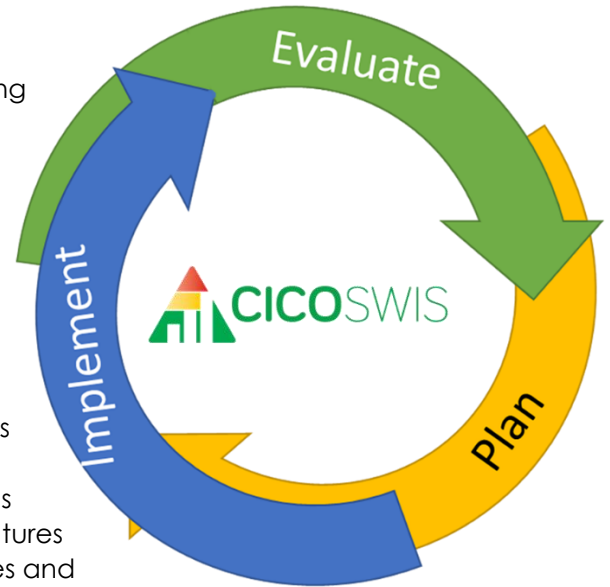 Evaluate
ng
CICOSWIS
Implement
s
Plan
s
tures
es and